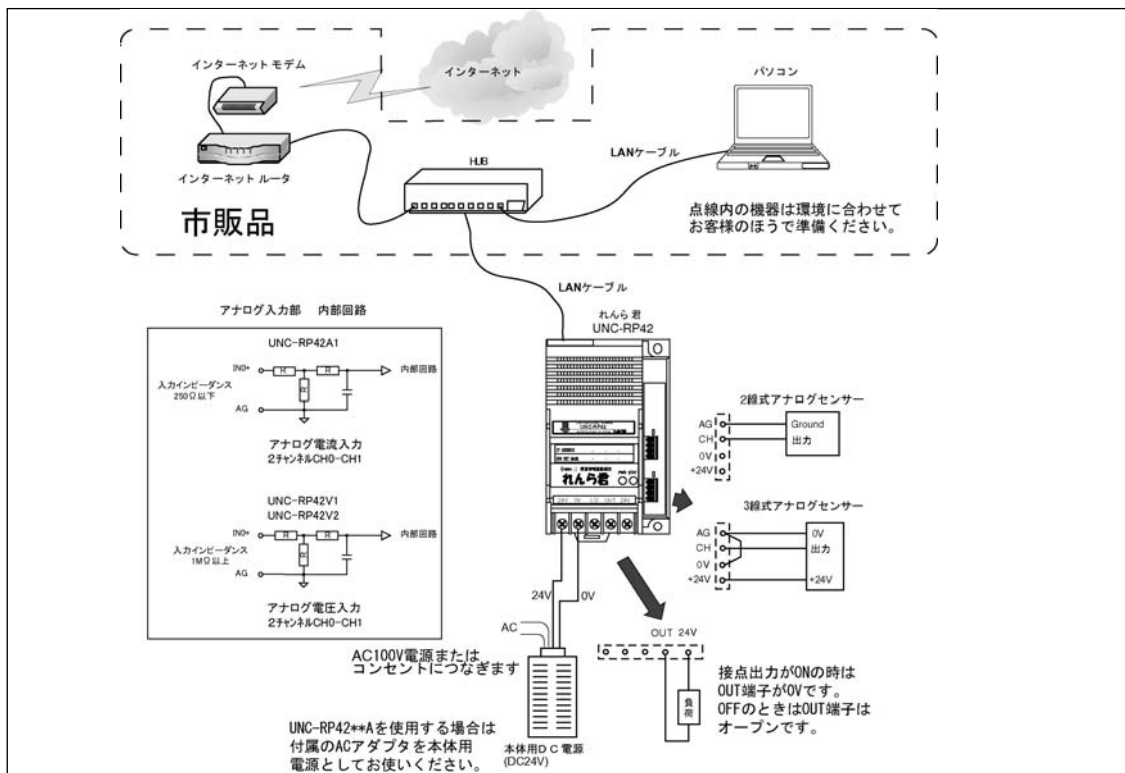 インターネット モデム
インターネット
パソコン
LANケーブル
HUB
インターネット ルータ
市販品
点線内の機器は環境に合わせて
お客様のほうで準備ください。
LANケーブル
アナログ入力部 内部回路
れんら君
UNC-RP42
UNC-RP42A1
IN0+
R
R
R
内部回路
入力インピーダンス
250Ω以下
AG
アナログ電流入力
2チャンネルCH0-CH1
UNC-RP42V1
UNC-RP42V2
IN0+
R
R
R
内部回路
入力インピーダンス
1MΩ以上
AG
アナログ電圧入力
2チャンネルCH0-CH1
UNC-RP42
れんら君
24V 0V
OUT 24V
2線式アナログセンサー
AG
CH
0V
+24V
Ground
出力
3線式アナログセンサー
AG
CH
0V
+24V
0V
出力
+24V
24V
0V
AC
AC100V電源または
コンセントにつなぎます
OUT 24V
負荷
接点出力がONの時は
OUT端子が0Vです。
OFFのときはOUT端子は
オープンです。
UNC-RP42**Aを使用する場合は
付属のACアダプタを本体用
電源としてお使いください。
本体用DC電源
(DC24V)